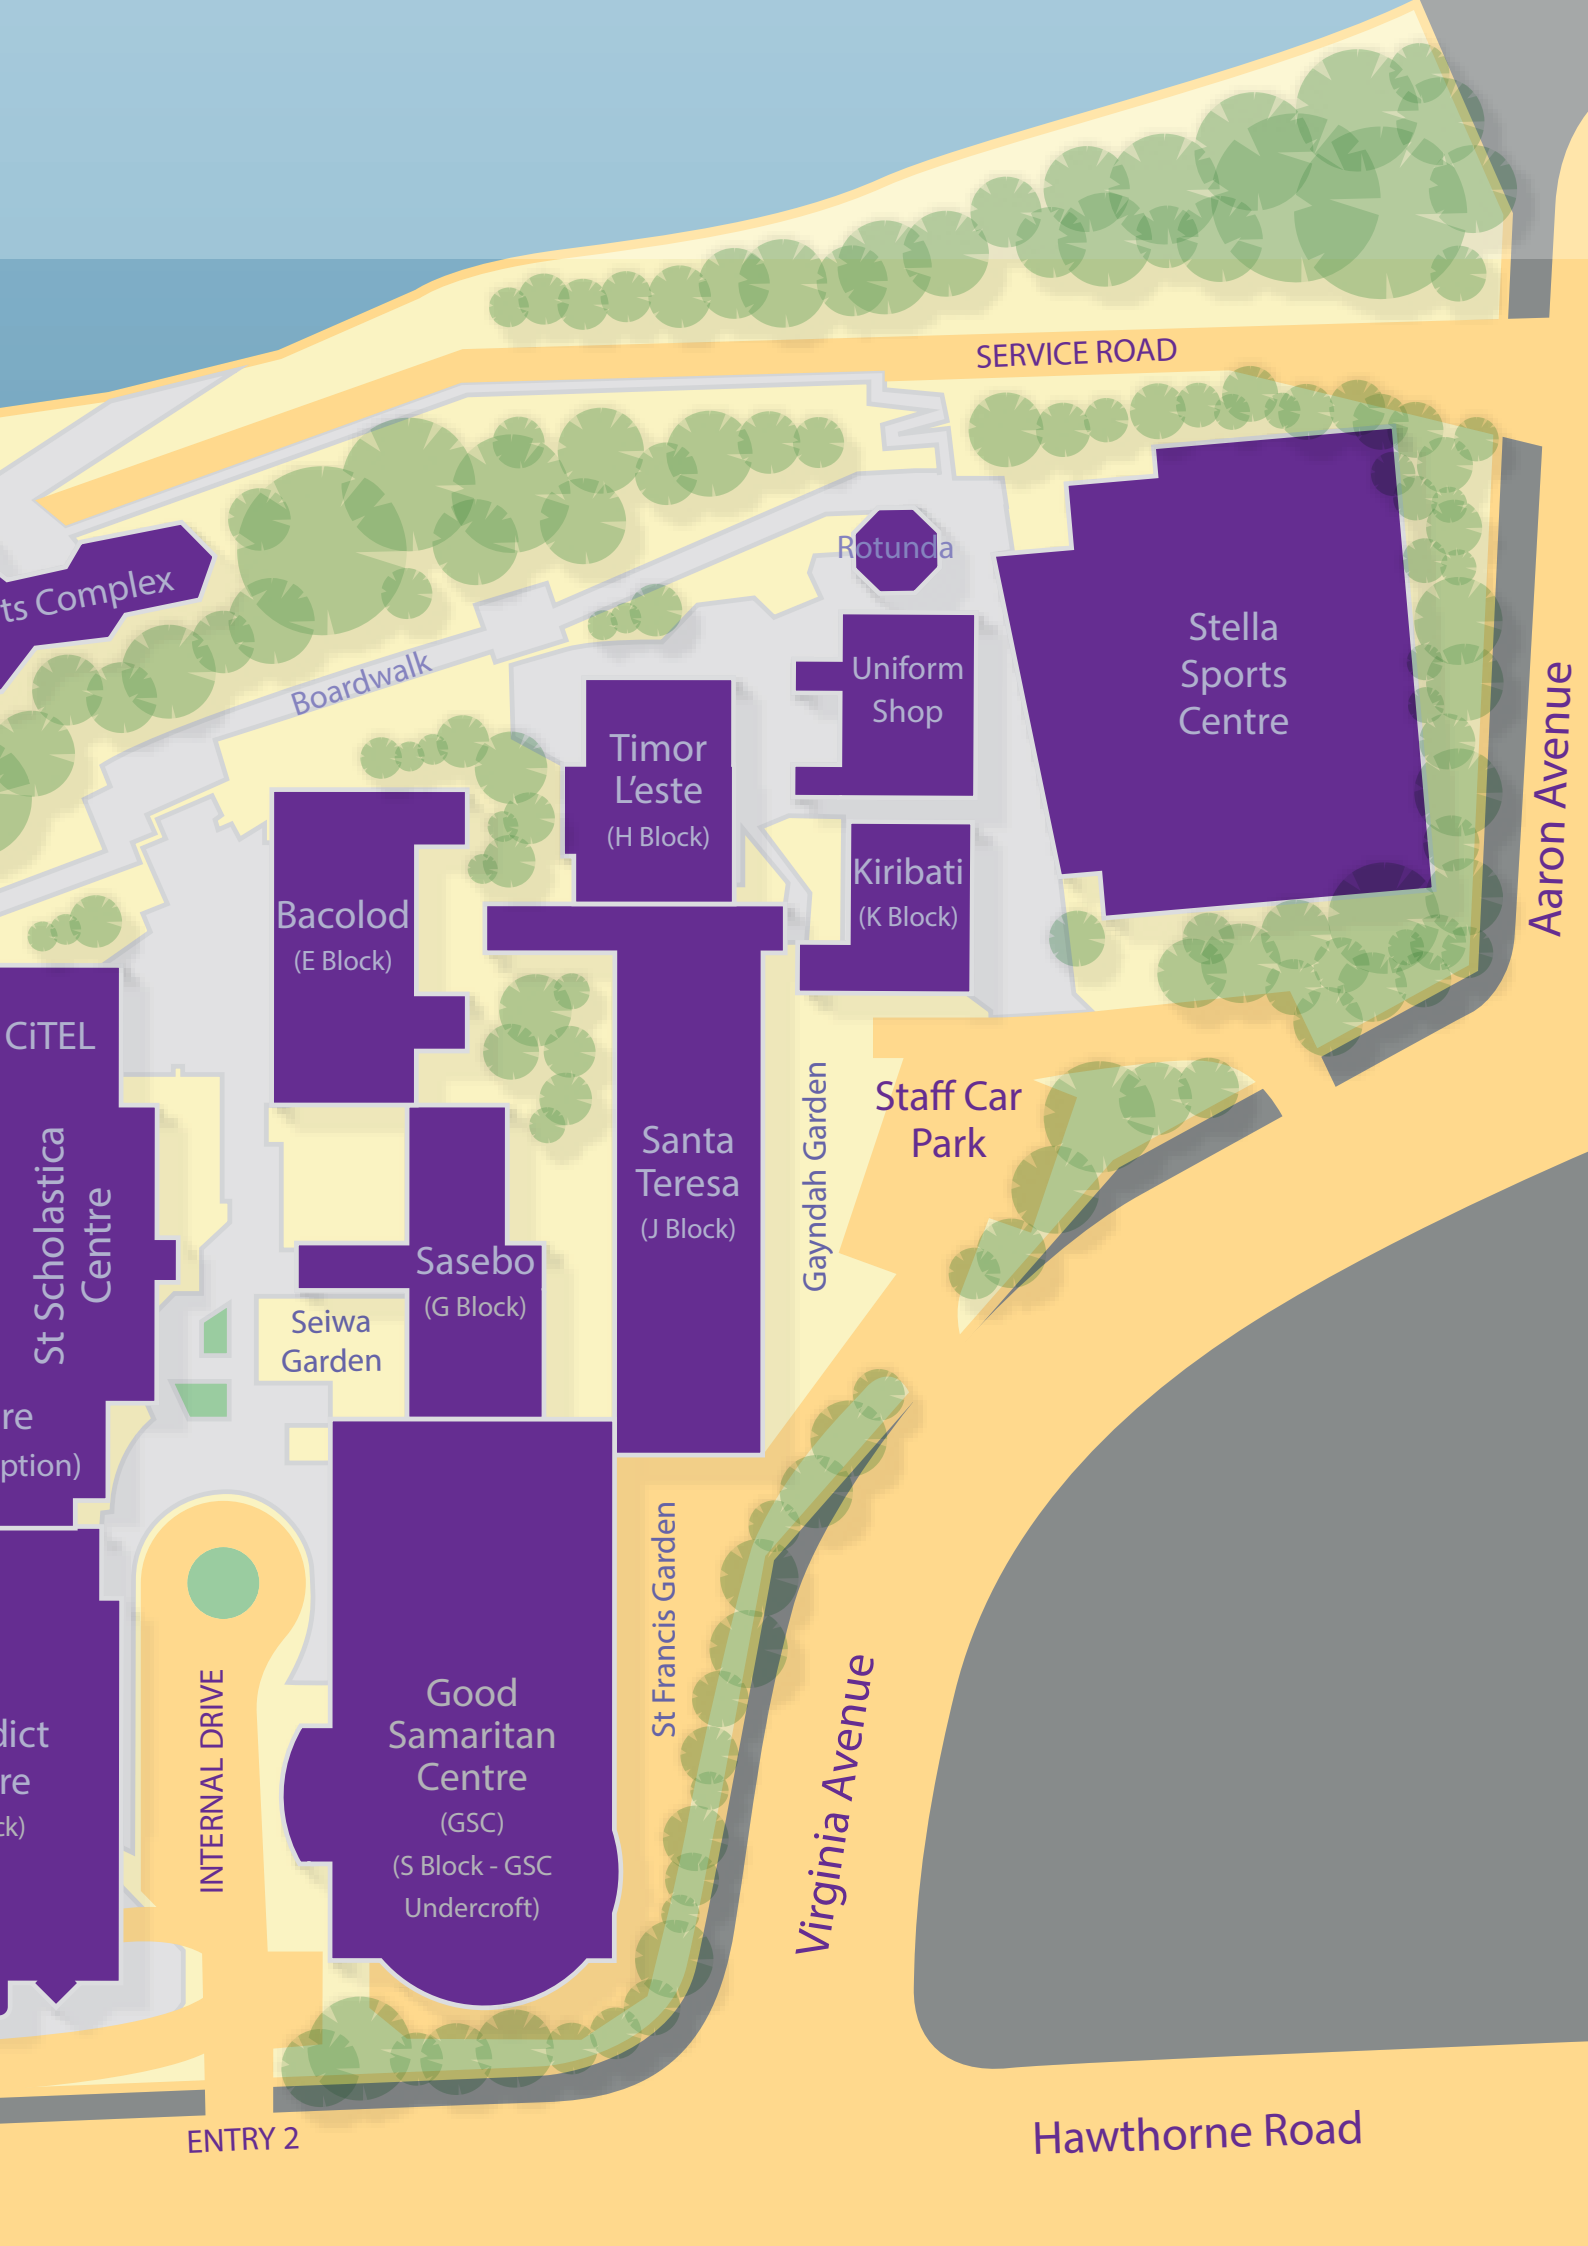 SERVICE ROAD
Rotunda
ts Complex
Boardwalk
Uniform
Shop
Stella
Sports
Centre
Aaron Avenue
Timor
L'este
(H Block)
Kiribati
(K Block)
Bacolod
(E Block)
CiTEL
St Scholastica
Centre
Santa
Teresa
(J Block)
Gayndah Garden
Staff Car
Park
Sasebo
(G Block)
Seiwa
Garden
re
ption)
St Francis Garden
INTERNAL DRIVE
Good
Samaritan
Centre
(GSC)
(S Block - GSC
Undercroft)
dict
re
ck)
Virginia Avenue
ENTRY 2
Hawthorne Road